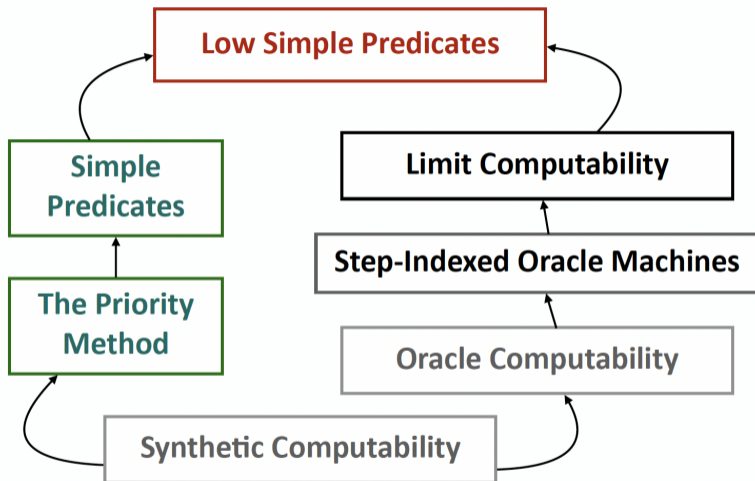 Low Simple Predicates
Simple
Predicates
Limit Computability
Step-Indexed Oracle Machines
The Priority
Method
Oracle Computability
Synthetic Computability